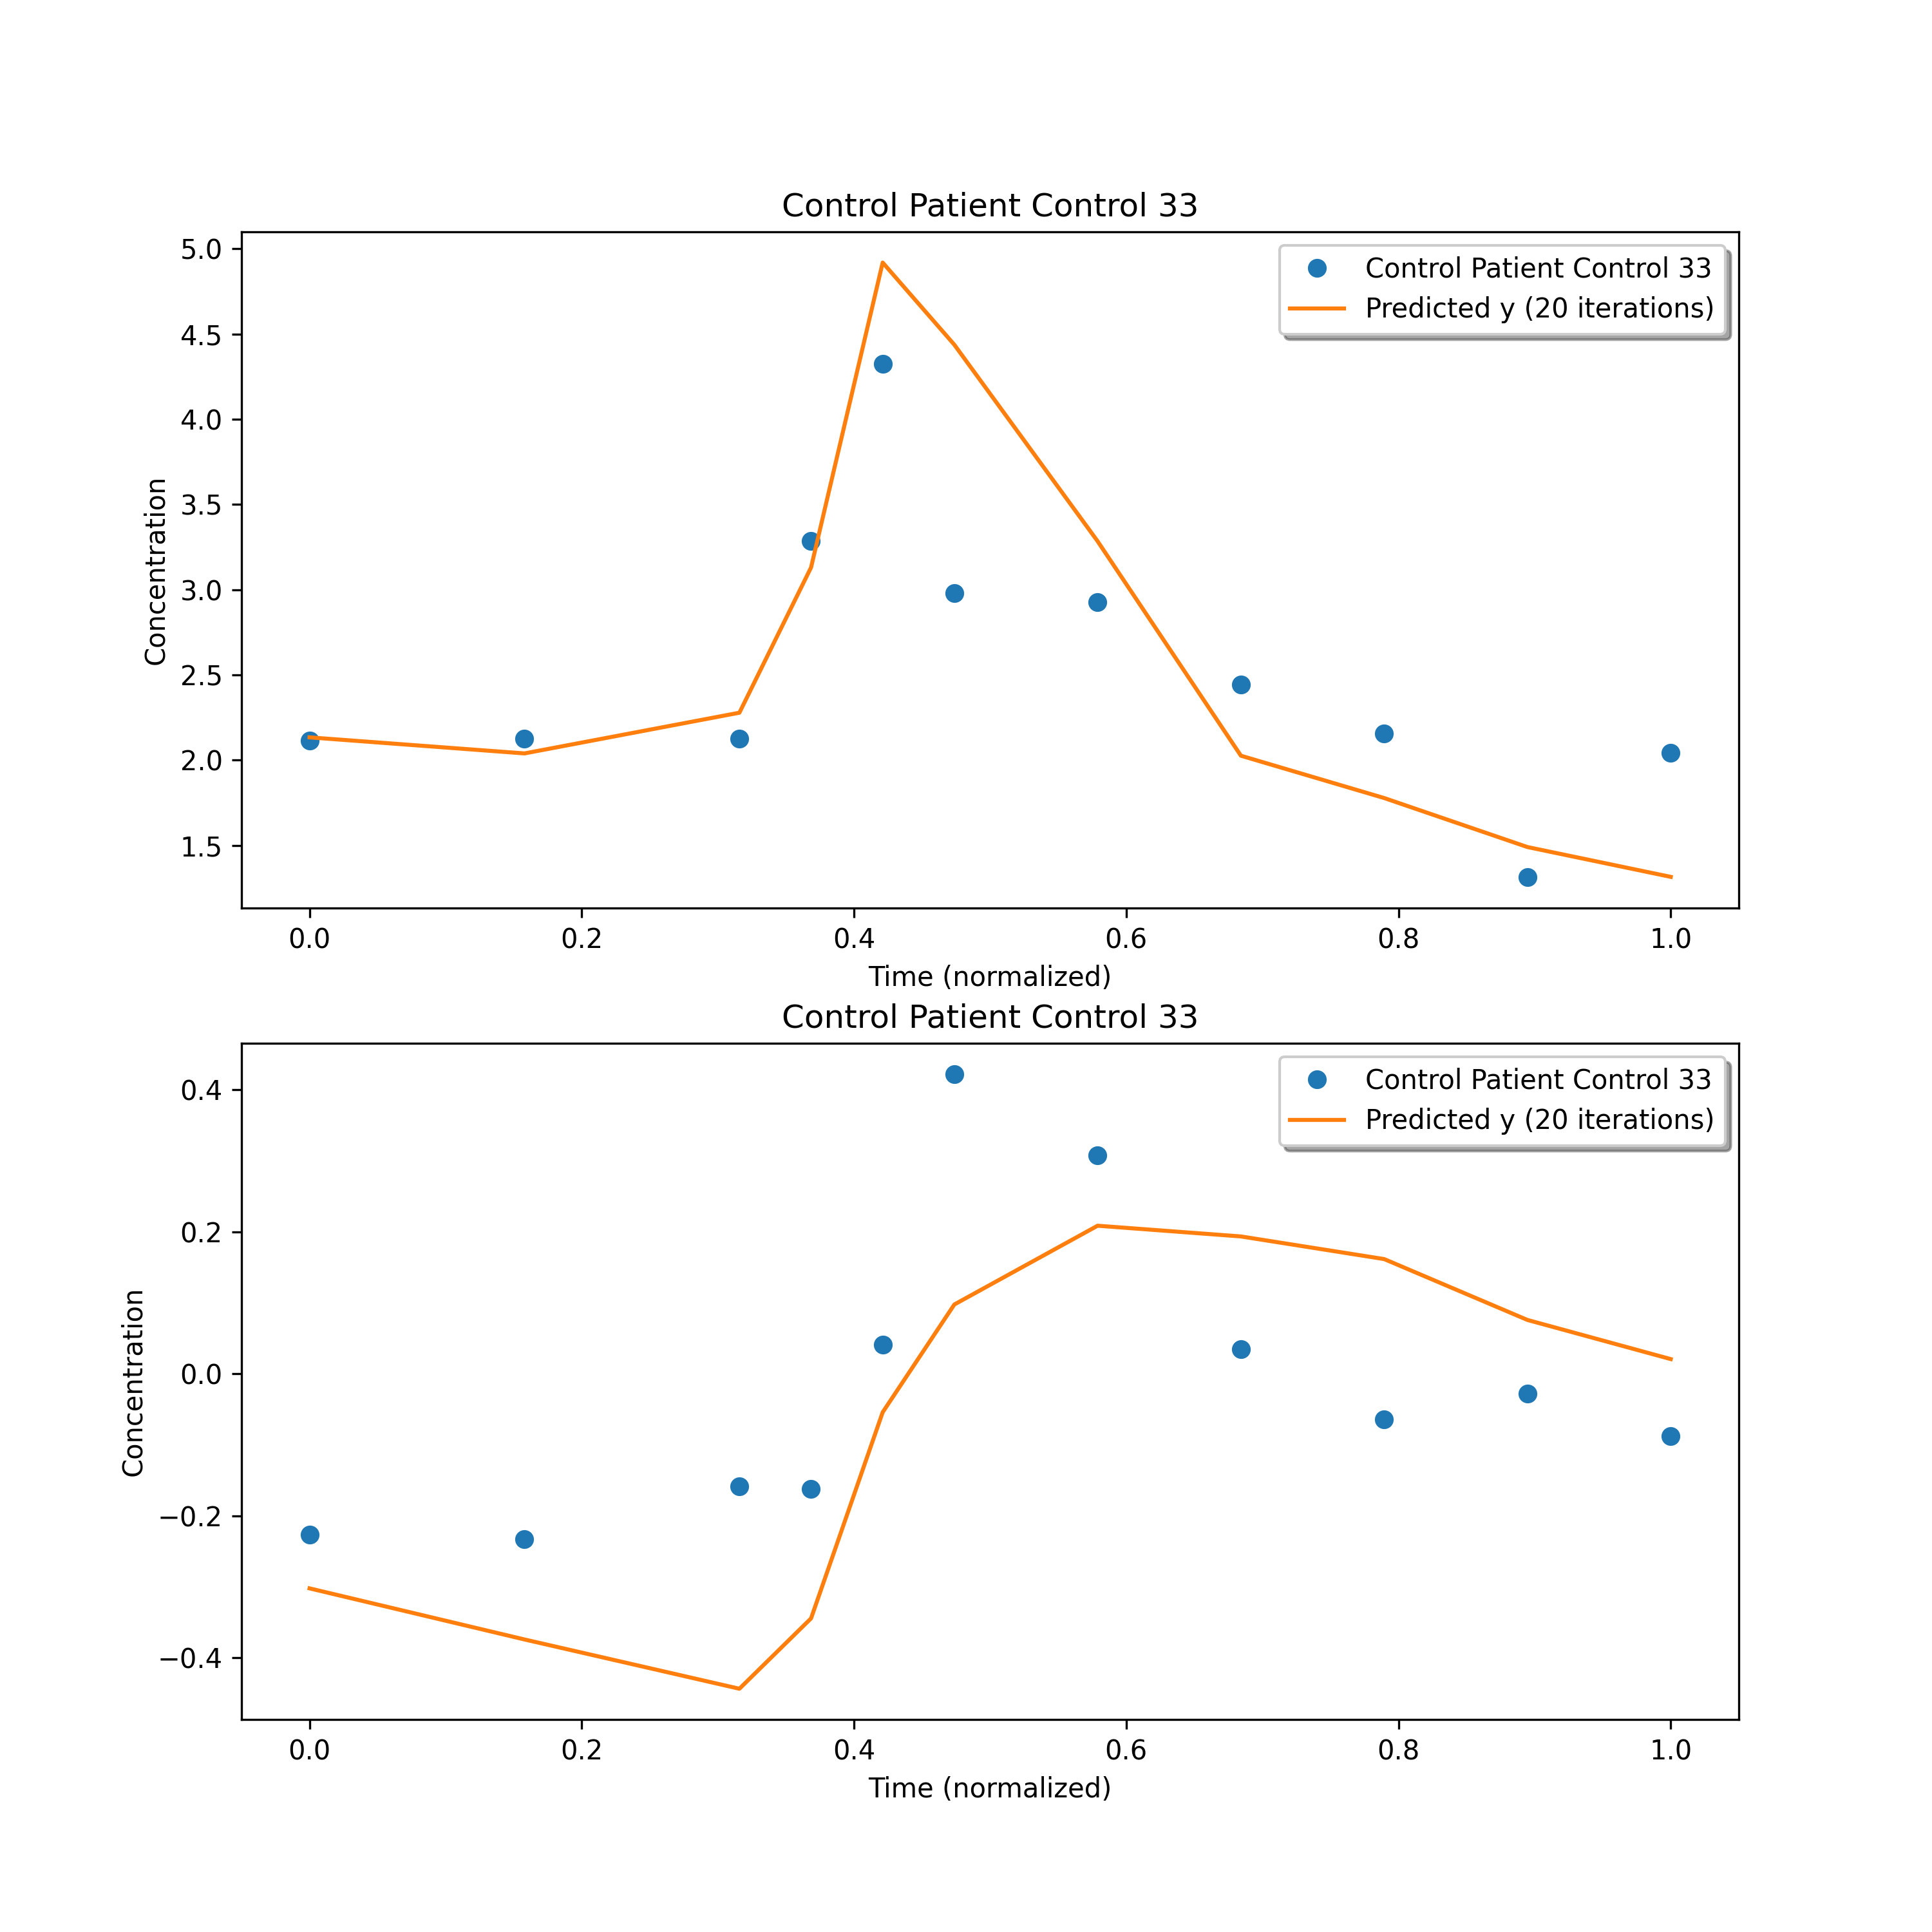 Control Patient Control 33
Control Patient Control 33
Predicted y (20 iterations)
5.0
4.5
4.0
3.5
3.0
2.5
2.0
1.5
Concentration
0.0 0.2 0.4 0.6 0.8 1.0
Time (normalized)
Control Patient Control 33
Control Patient Control 33
Predicted y (20 iterations)
0.4
0.2
0.0
−0.2
−0.4
Concentration
0.0 0.2 0.4 0.6 0.8 1.0
Time (normalized)